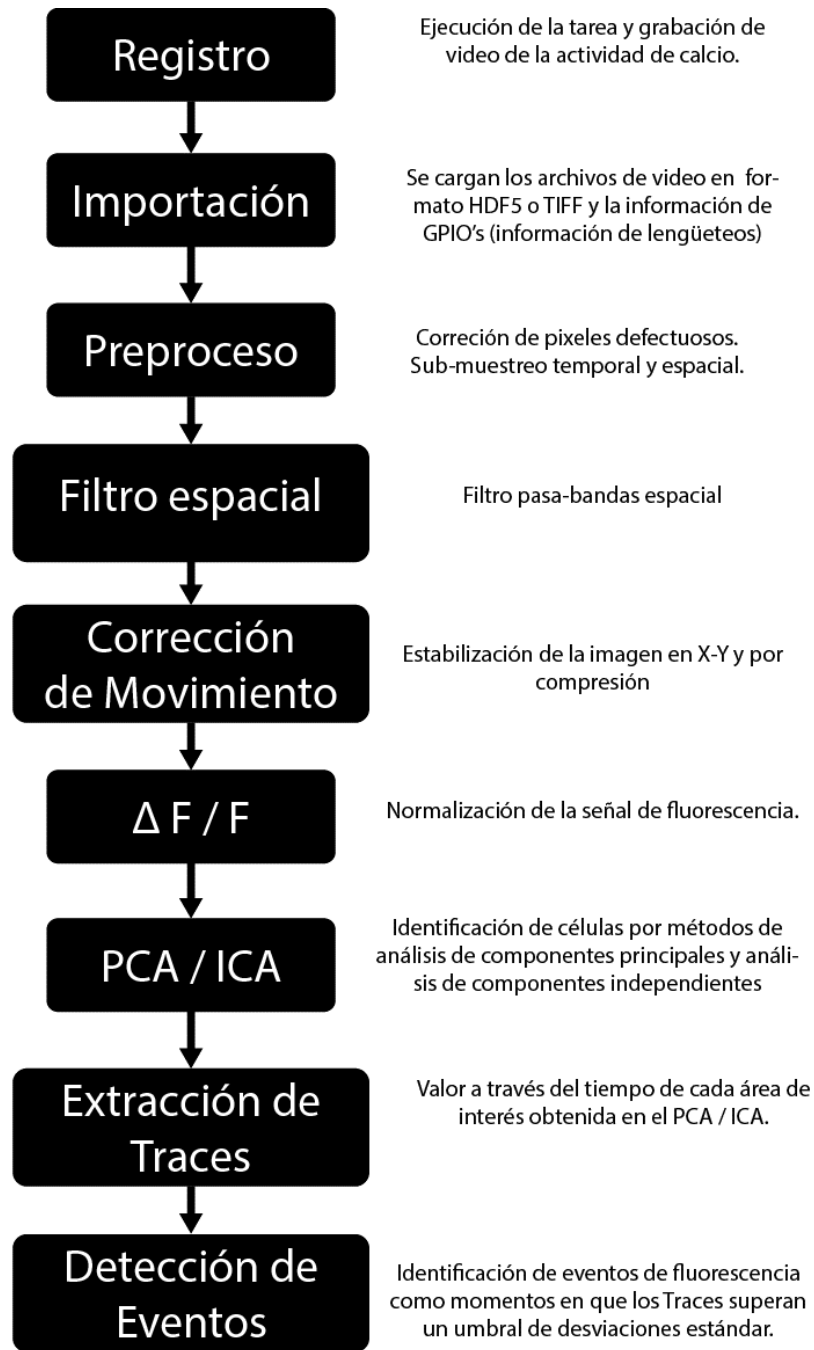 Registro
Ejecución de la tarea y grabación de
video de la actividad de calcio.
Importación
Se cargan los archivos de video en for-
mato HDF5 o TIFF y la información de
GPIO's (información de lengüeteos)
Preproceso
Correción de pixeles defectuosos.
Sub-muestreo temporal y espacial.
Filtro espacial
Filtro pasa-bandas espacial
Corrección
de Movimiento
Estabilización de la imagen en X-Y y por
compresión
Δ F / F
Normalización de la señal de fluorescencia.
PCA / ICA
Identificación de células por métodos de
análisis de componentes principales y análi-
sis de componentes independientes
Extracción de
Traces
Valor a través del tiempo de cada área de
interés obtenida en el PCA / ICA.
Detección de
Eventos
Identificación de eventos de fluorescencia
como momentos en que los Traces superan
un umbral de desviaciones estándar.